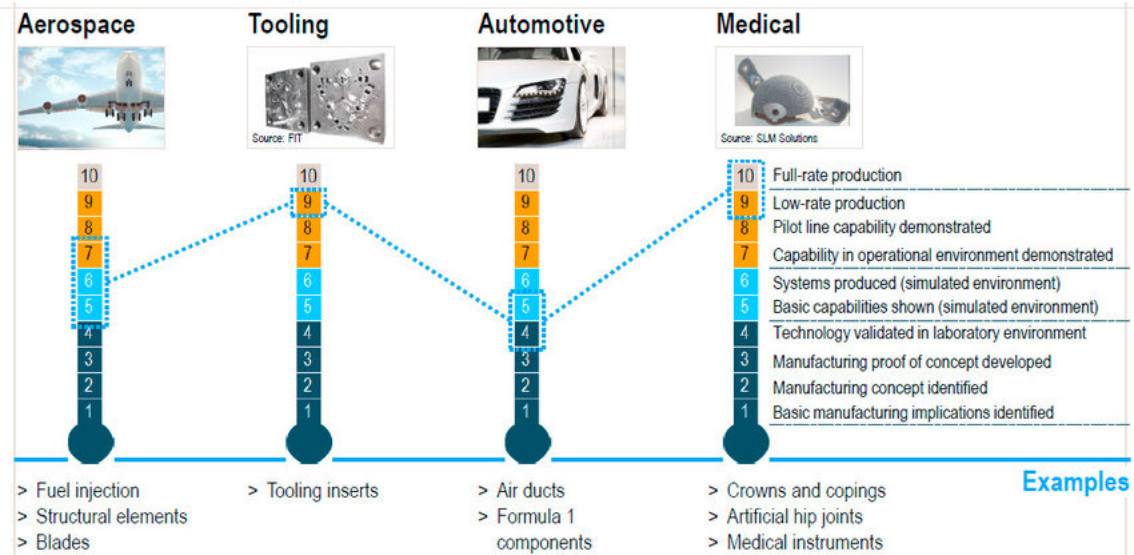 Aerospace
Tooling
Automotive
Medical
Source: FIT
Source: SLM Solutions
10 10 10 10 Full-rate production
9 9 9 9 Low-rate production
8 8 8 8 Pilot line capability demonstrated
7 7 7 7 Capability in operational environment demonstrated
6 6 6 6 Systems produced (simulated environment)
5 5 5 5 Basic capabilities shown (simulated environment)
4 4 4 4 Technology validated in laboratory environment
3 3 3 3 Manufacturing proof of concept developed
2 2 2 2 Manufacturing concept identified
1 1 1 1 Basic manufacturing implications identified
Examples
> Fuel injection
> Structural elements
> Blades
> Tooling inserts
> Air ducts
> Formula 1
components
> Crowns and copings
> Artificial hip joints
> Medical instruments